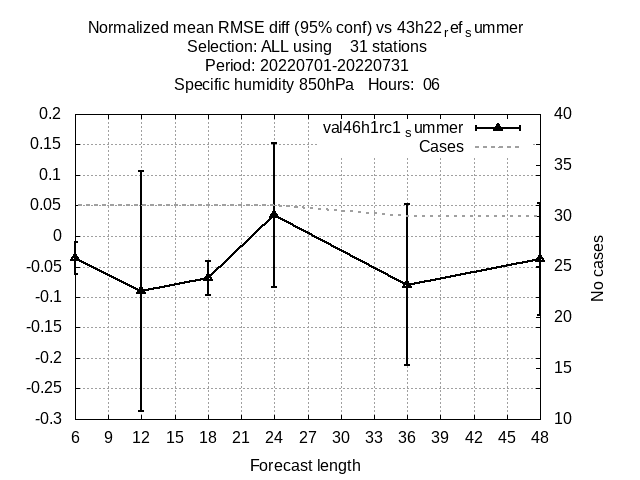 Normalized mean RMSE diff (95% conf) vs 43h22refsummer
Selection: ALL using 31 stations
Period: 20220701-20220731
Specific humidity 850hPa Hours: 06
val46h1rc1summer
Cases
0.2
0.15
0.1
0.05
0
-0.05
-0.1
-0.15
-0.2
-0.25
-0.3
40
35
30
25
20
15
10
No cases
6 9 12 15 18 21 24 27 30 33 36 39 42 45 48
Forecast length